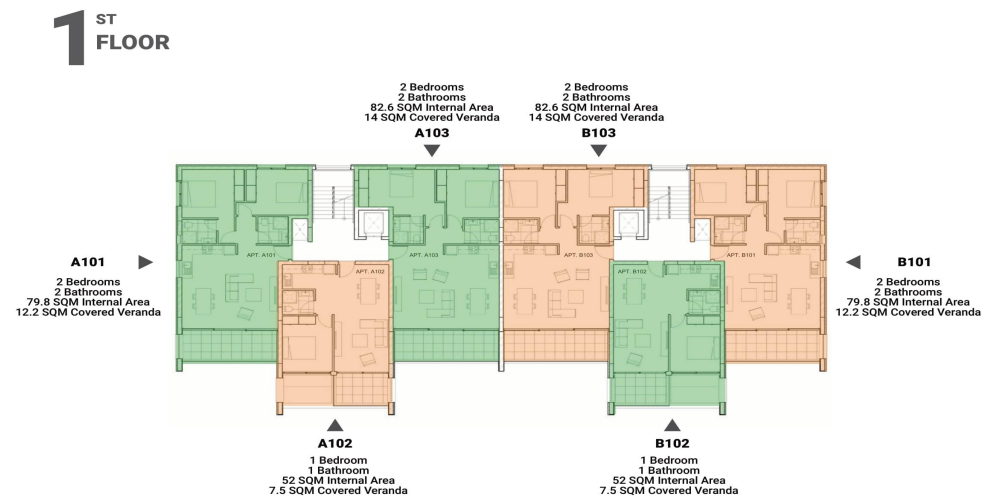 1 ST
FLOOR
2 Bedrooms
2 Bathrooms
82.6 SQM Internal Area
14 SQM Covered Veranda
A103
2 Bedrooms
2 Bathrooms
82.6 SQM Internal Area
14 SQM Covered Veranda
B103
A101
2 Bedrooms
2 Bathrooms
79.8 SQM Internal Area
12.2 SQM Covered Veranda
APT. A101
APT. A102
APT. A103
APT. B103
APT. B102
APT. B101
B101
2 Bedrooms
2 Bathrooms
79.8 SQM Internal Area
12.2 SQM Covered Veranda
A102
1 Bedroom
1 Bathroom
52 SQM Internal Area
7.5 SQM Covered Veranda
B102
1 Bedroom
1 Bathroom
52 SQM Internal Area
7.5 SQM Covered Veranda